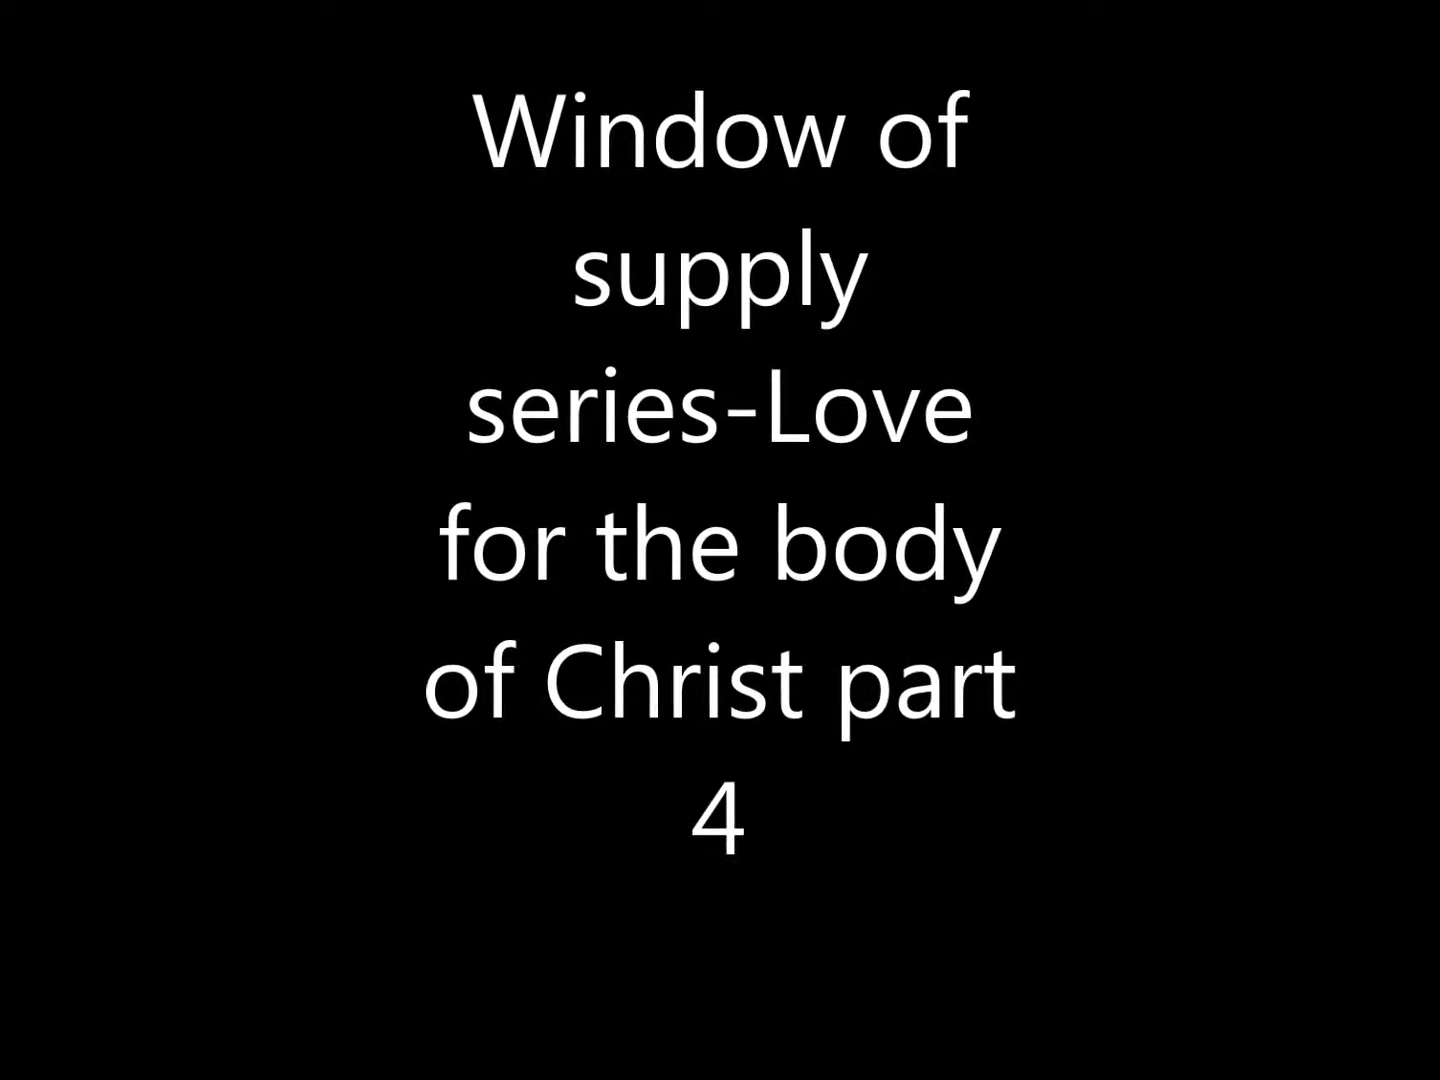 Window of
supply
series-Love
for the body
of Christ part
4